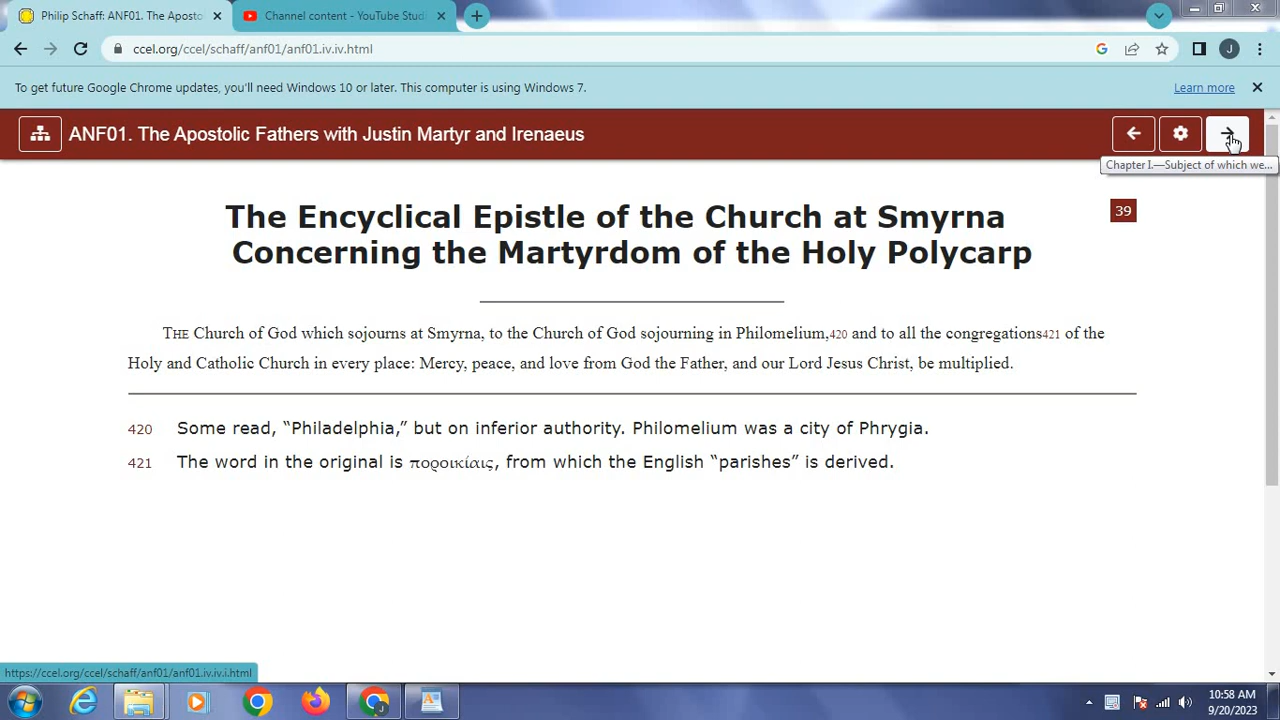 Philip Schaff: ANF01. The Aposto
Channel content - YouTube Stud
ccel.org/ccel/schaff/anf01/anf01.iv.iv.html
J
To get future Google Chrome updates, you'll need Windows 10 or later. This computer is using Windows 7.
Learn more
ANF01. The Apostolic Fathers with Justin Martyr and Irenaeus
Chapter I.—Subject of which we...
The Encyclical Epistle of the Church at Smyrna
39
Concerning the Martyrdom of the Holy Polycarp
THE Church of God which sojourns at Smyrna, to the Church of God sojourning in Philomelium,420 and to all the congregations421 of the
Holy and Catholic Church in every place: Mercy, peace, and love from God the Father, and our Lord Jesus Christ, be multiplied.
420 Some read, “Philadelphia,” but on inferior authority. Philomelium was a city of Phrygia.
421 The word in the original is ποροικίαις, from which the English “parishes” is derived.
https://ccel.org/ccel/schaff/anf01/anf01.iv.iv.i.html
10:58 AM
9/20/2023